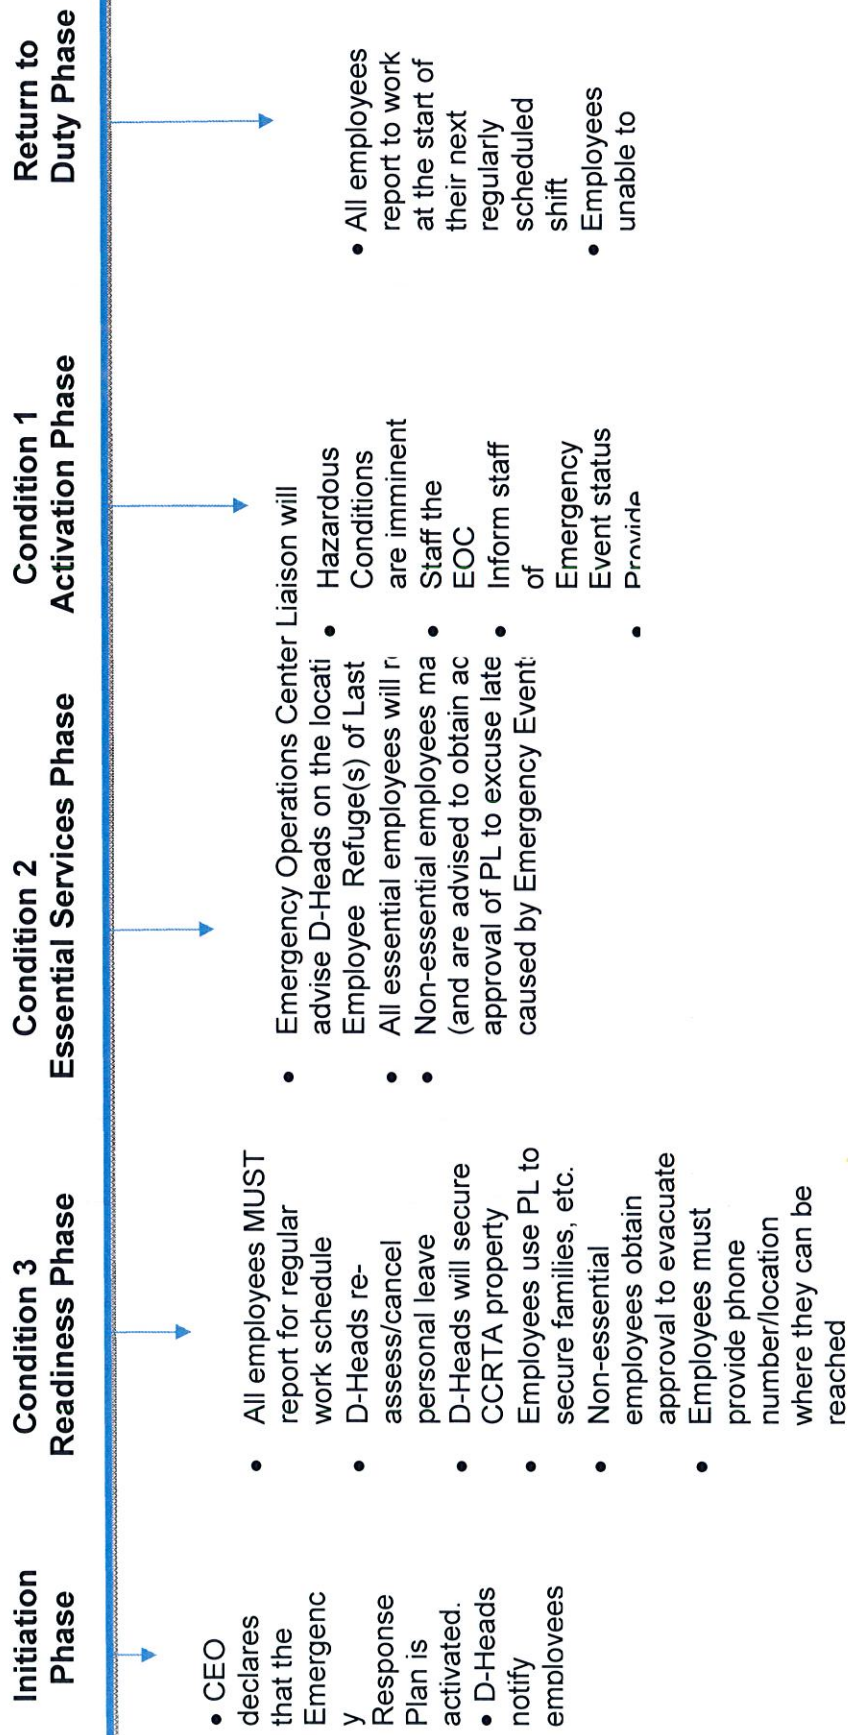 Initiation
Phase
• CEO
declares
that the
Emergenc
y
Response
Plan is
activated.
• D-Heads
notify
employees
Condition 3
Readiness Phase
• All employees MUST
report for regular
work schedule
• D-Heads re-
assess/cancel
personal leave
• D-Heads will secure
CCRTA property
• Employees use PL to
secure families, etc.
• Non-essential
employees obtain
approval to evacuate
• Employees must
provide phone
number/location
where they can be
reached
Condition 2
Essential Services Phase
• Emergency Operations Center Liaison will
advise D-Heads on the locati
Employee Refuge(s) of Last
• All essential employees will r
• Non-essential employees ma
(and are advised to obtain ac
approval of PL to excuse late
caused by Emergency Event
Condition 1
Activation Phase
• Hazardous
Conditions
are imminent
• Staff the
EOC
• Inform staff
of
Emergency
Event status
• Provide
Return to
Duty Phase
• All employees
report to work
at the start of
their next
regularly
scheduled
shift
• Employees
unable to